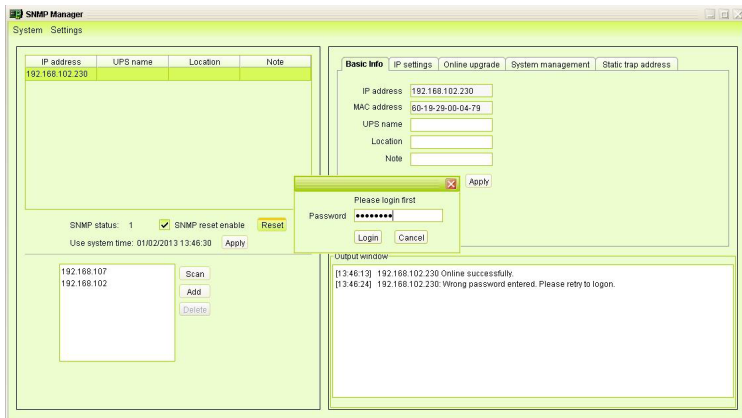 SNMP Manager
System Settings
IP address UPS name Location Note
192.168.102.230
SNMP status: 1 SNMP reset enable Reset
Use system time: 01/02/2013 13:46:30 Apply
192.168.107
192.168.102
Scan
Add
Delete
Basic Info IP settings Online upgrade System management Static trap address
IP address 192.168.102.230
MAC address 60-19-29-00-04-79
UPS name
Location
Note
Apply
Please login first
Password ●●●●●●●●
Login Cancel
Output window
[13:46:13] 192.168.102.230 Online successfully.
[13:46:24] 192.168.102.230: Wrong password entered. Please retry to logon.